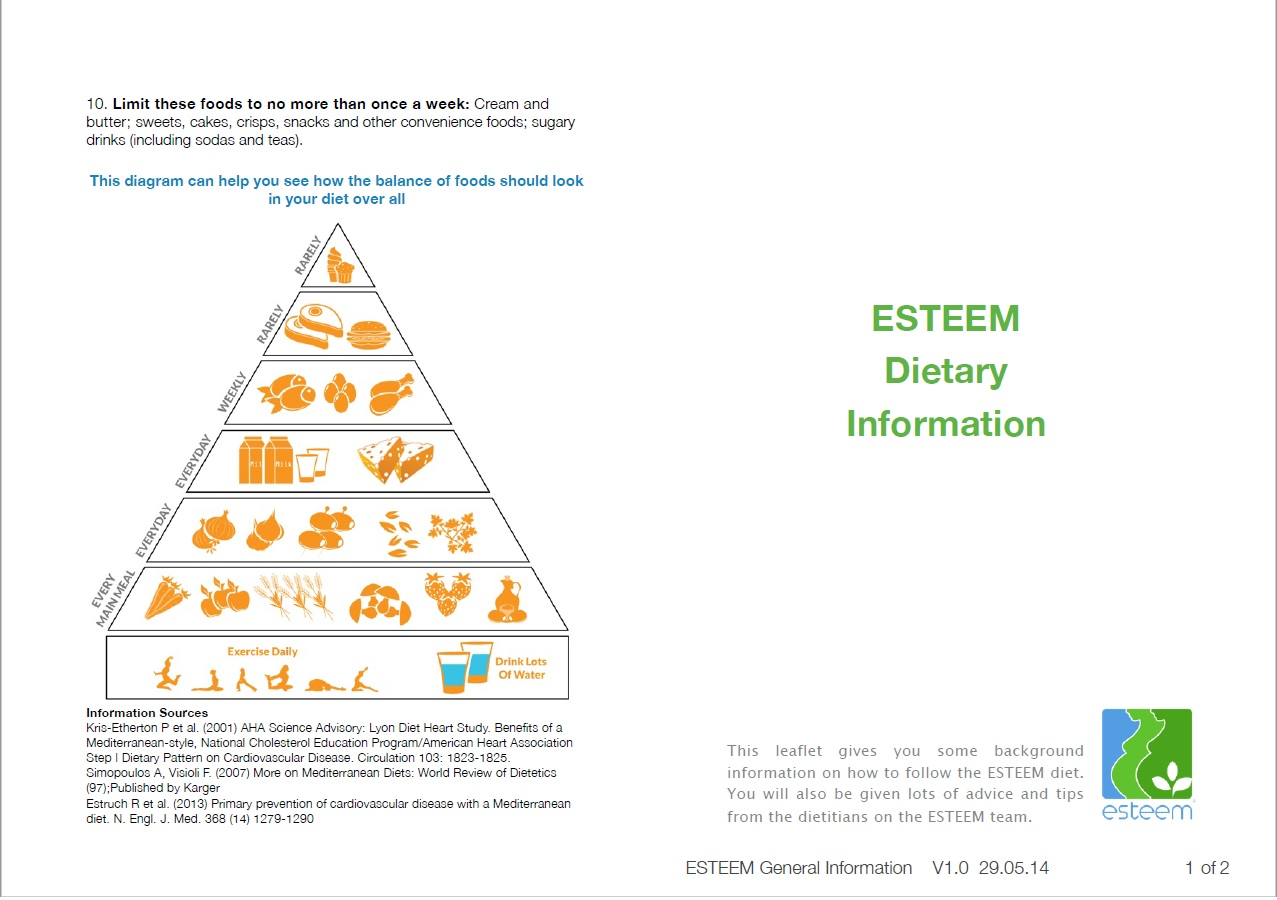 10. Limit these foods to no more than once a week: Cream and
butter; sweets, cakes, crisps, snacks and other convenience foods; sugary
drinks (including sodas and teas).
This diagram can help you see how the balance of foods should look
in your diet over all
RARELY
RARELY
WEEKLY
EVERYDAY
Milk
EVERYDAY
EVERY
MAIN MEAL
Exercise Daily
Drink Lots
Of Water
Information Sources
Kris-Etherton P et al. (2001) AHA Science Advisory: Lyon Diet Heart Study. Benefits of a
Mediterranean-style, National Cholesterol Education Program/American Heart Association
Step I Dietary Pattern on Cardiovascular Disease. Circulation 103: 1823-1825.
Simopoulos A, Visioli F. (2007) More on Mediterranean Diets: World Review of Dietetics
(97);Published by Karger
Estruch R et al. (2013) Primary prevention of cardiovascular disease with a Mediterranean
diet. N. Engl. J. Med. 368 (14) 1279-1290
ESTEEM
Dietary
Information
This leaflet gives you some background
information on how to follow the ESTEEM diet.
You will also be given lots of advice and tips
from the dietitians on the ESTEEM team.
esteem
ESTEEM General Information V1.0 29.05.14
1 of 2